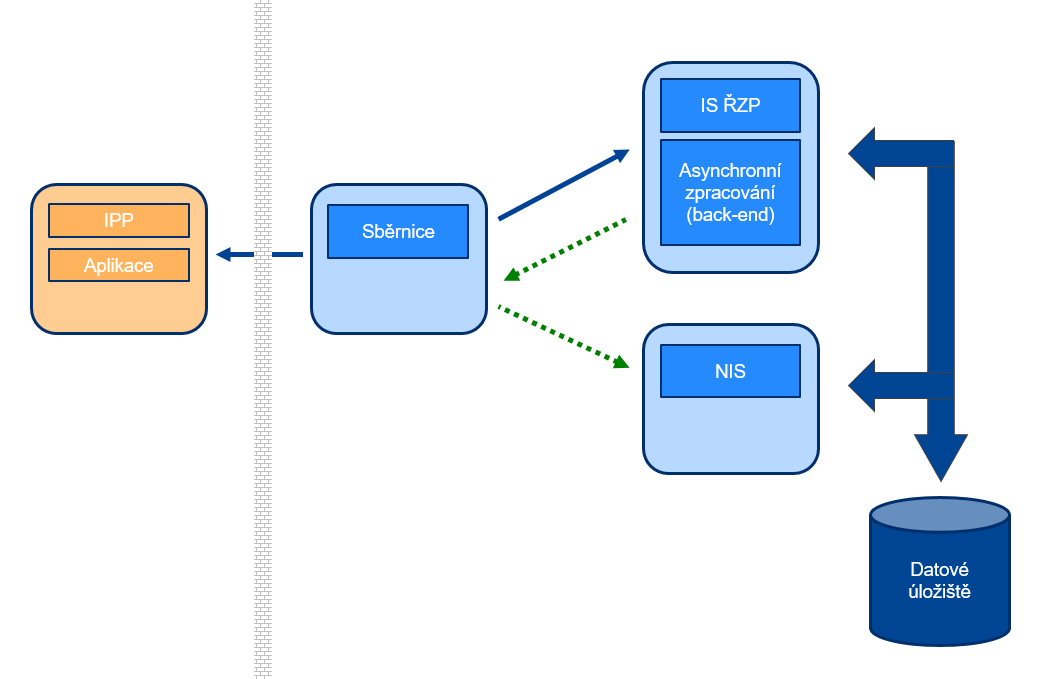 IPP
Aplikace
Sběrnice
IS ŘZP
Asynchronní
zpracování
(back-end)
NIS
Datové
úložiště